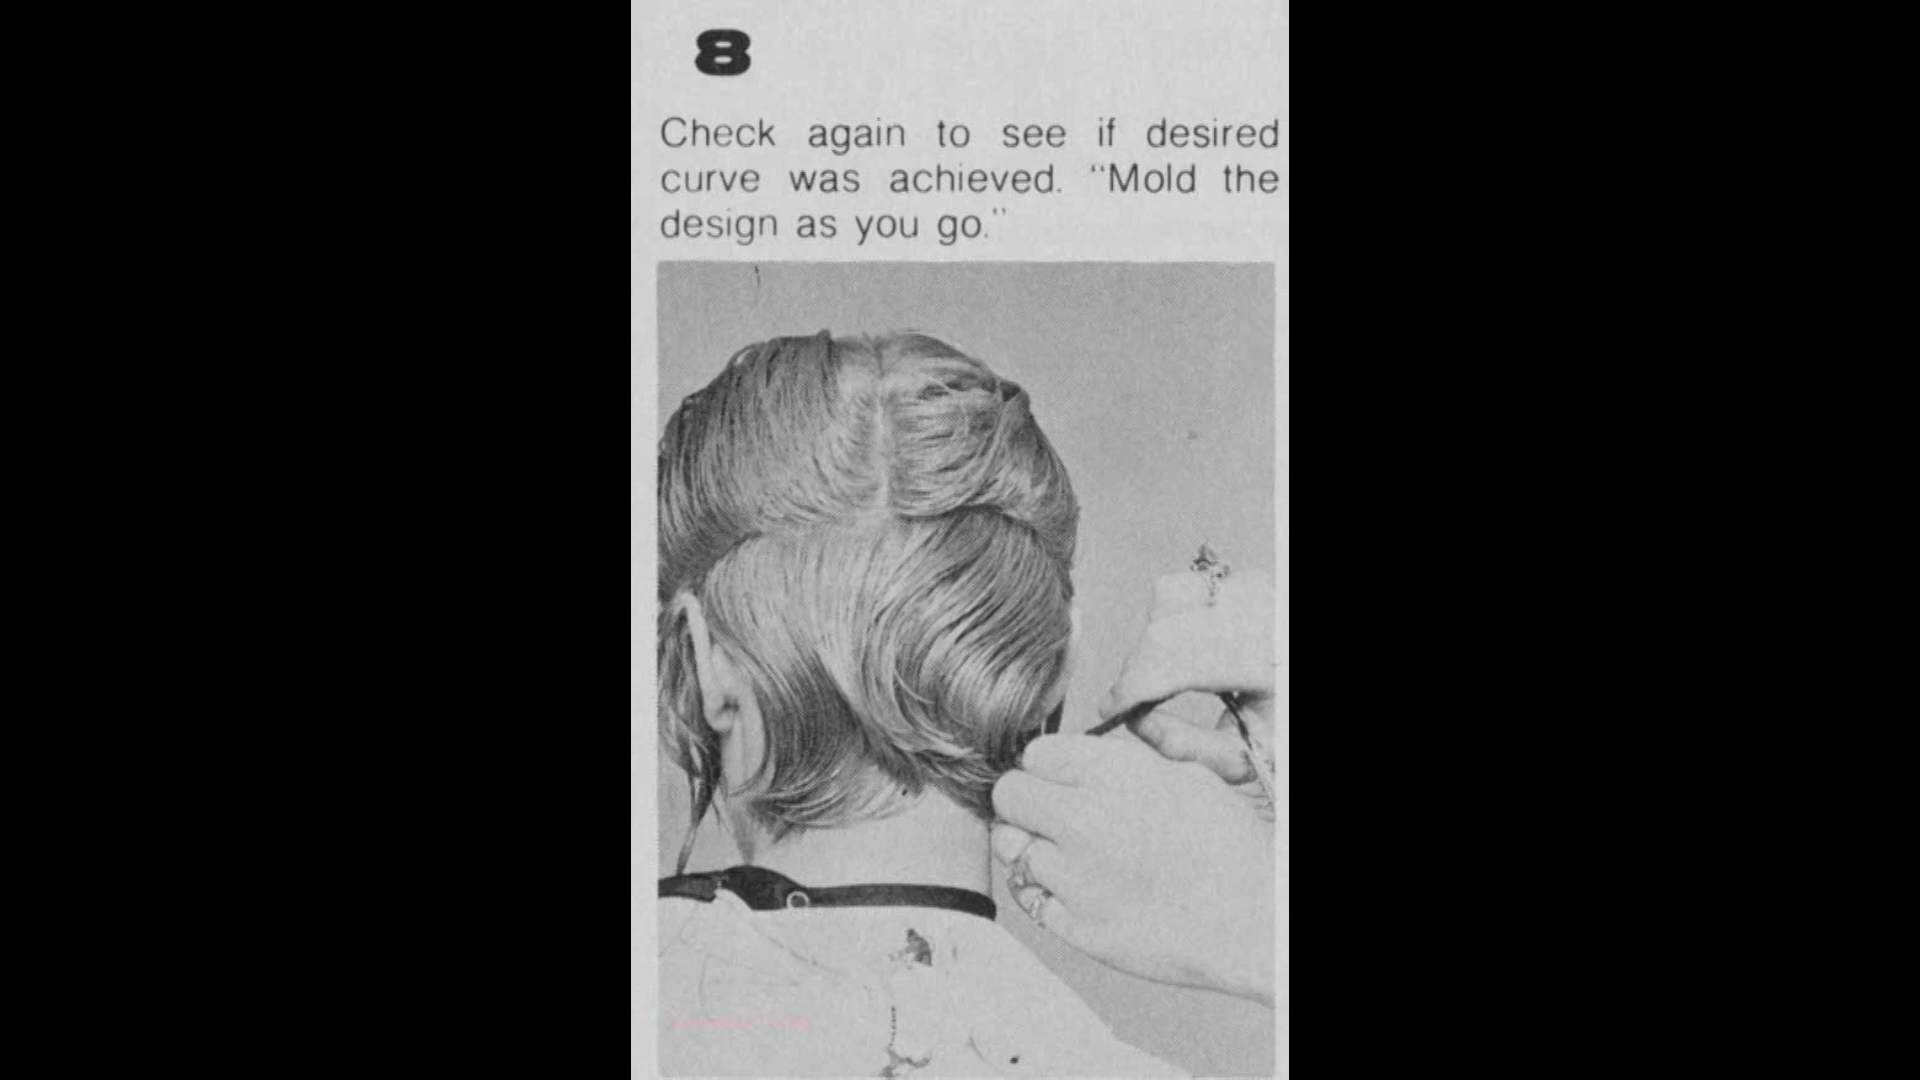 8
Check again to see if desired
curve was achieved. “Mold the
design as you go.”